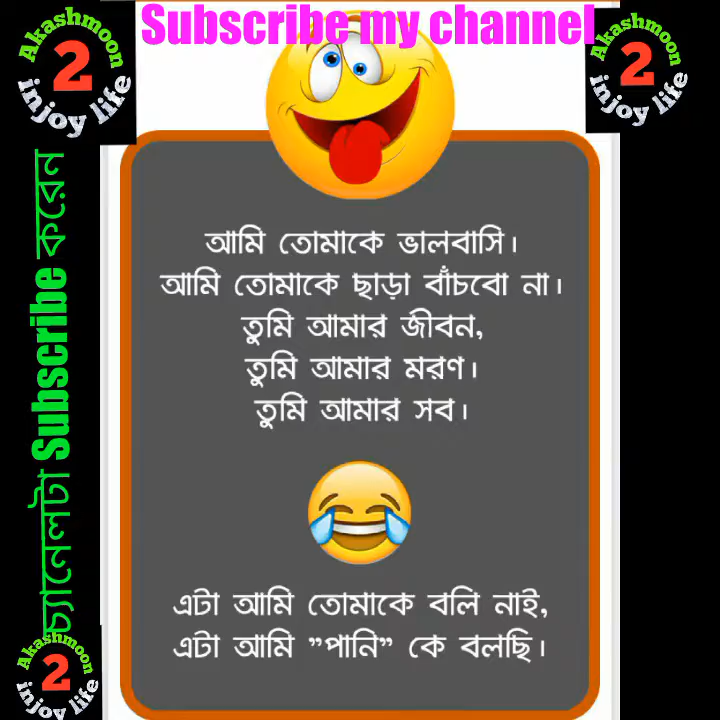 Subscribe my channel
Akashmoon
2
injoy life
Akashmoon
2
injoy life
চ্যানেলটা Subscribe করেন
আমি তোমাকে ভালবাসি।
আমি তোমাকে ছাড়া বাঁচবো না।
তুমি আমার জীবন,
তুমি আমার মরণ।
তুমি আমার সব।
এটা আমি তোমাকে বলি নাই,
এটা আমি ”পানি” কে বলছি।
Akashmoon
2
injoy life